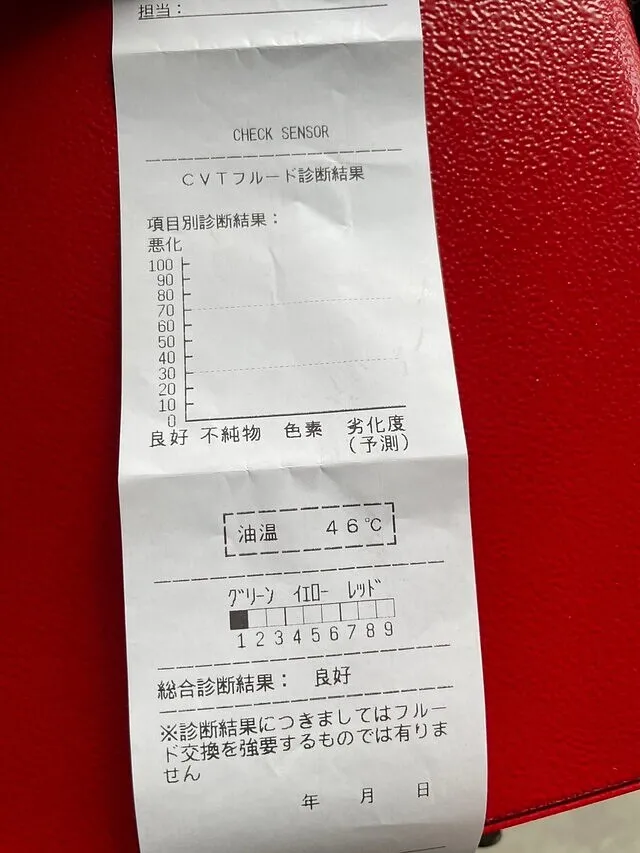 担当:
CHECK SENSOR
CVTフルード診断結果
項目別診断結果:
悪化
100
90
80
70
60
50
40
30
20
10
0
良好 不純物 色素 劣化度
(予測)
油温 46℃
グリーン イエロー レッド
1 2 3 4 5 6 7 8 9
総合診断結果: 良好
※診断結果につきましてはフルー
ド交換を強要するものでは有りま
せん
年 月 日